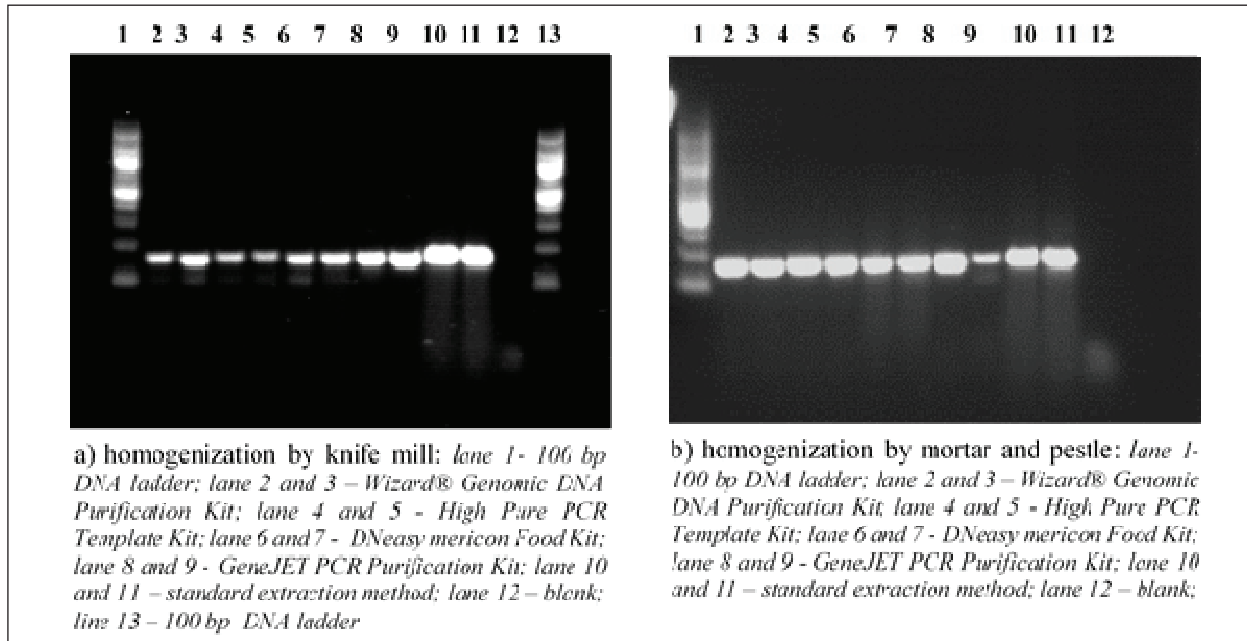 1 2 3 4 5 6 7 8 9 10 11 12 13
1 2 3 4 5 6 7 8 9 10 11 12
a) homogenization by knife mill: lane 1- 100 bp
DNA ladder; lane 2 and 3 – Wizard® Genomic DNA
Purification Kit; lane 4 and 5 - High Pure PCR
Template Kit; lane 6 and 7 - DNeasy mericon Food Kit;
lane 8 and 9 - GeneJET PCR Purification Kit; lane 10
and 11 – standard extraction method; lane 12 – blank;
line 13 – 100 bp DNA ladder
b) homogenization by mortar and pestle: lane 1-
100 bp DNA ladder; lane 2 and 3 – Wizard® Genomic
DNA Purification Kit, lane 4 and 5 - High Pure PCR
Template Kit; lane 6 and 7 - DNeasy mericon Food Kit;
lane 8 and 9 - GeneJET PCR Purification Kit; lane 10
and 11 – standard extraction method; lane 12 – blank;